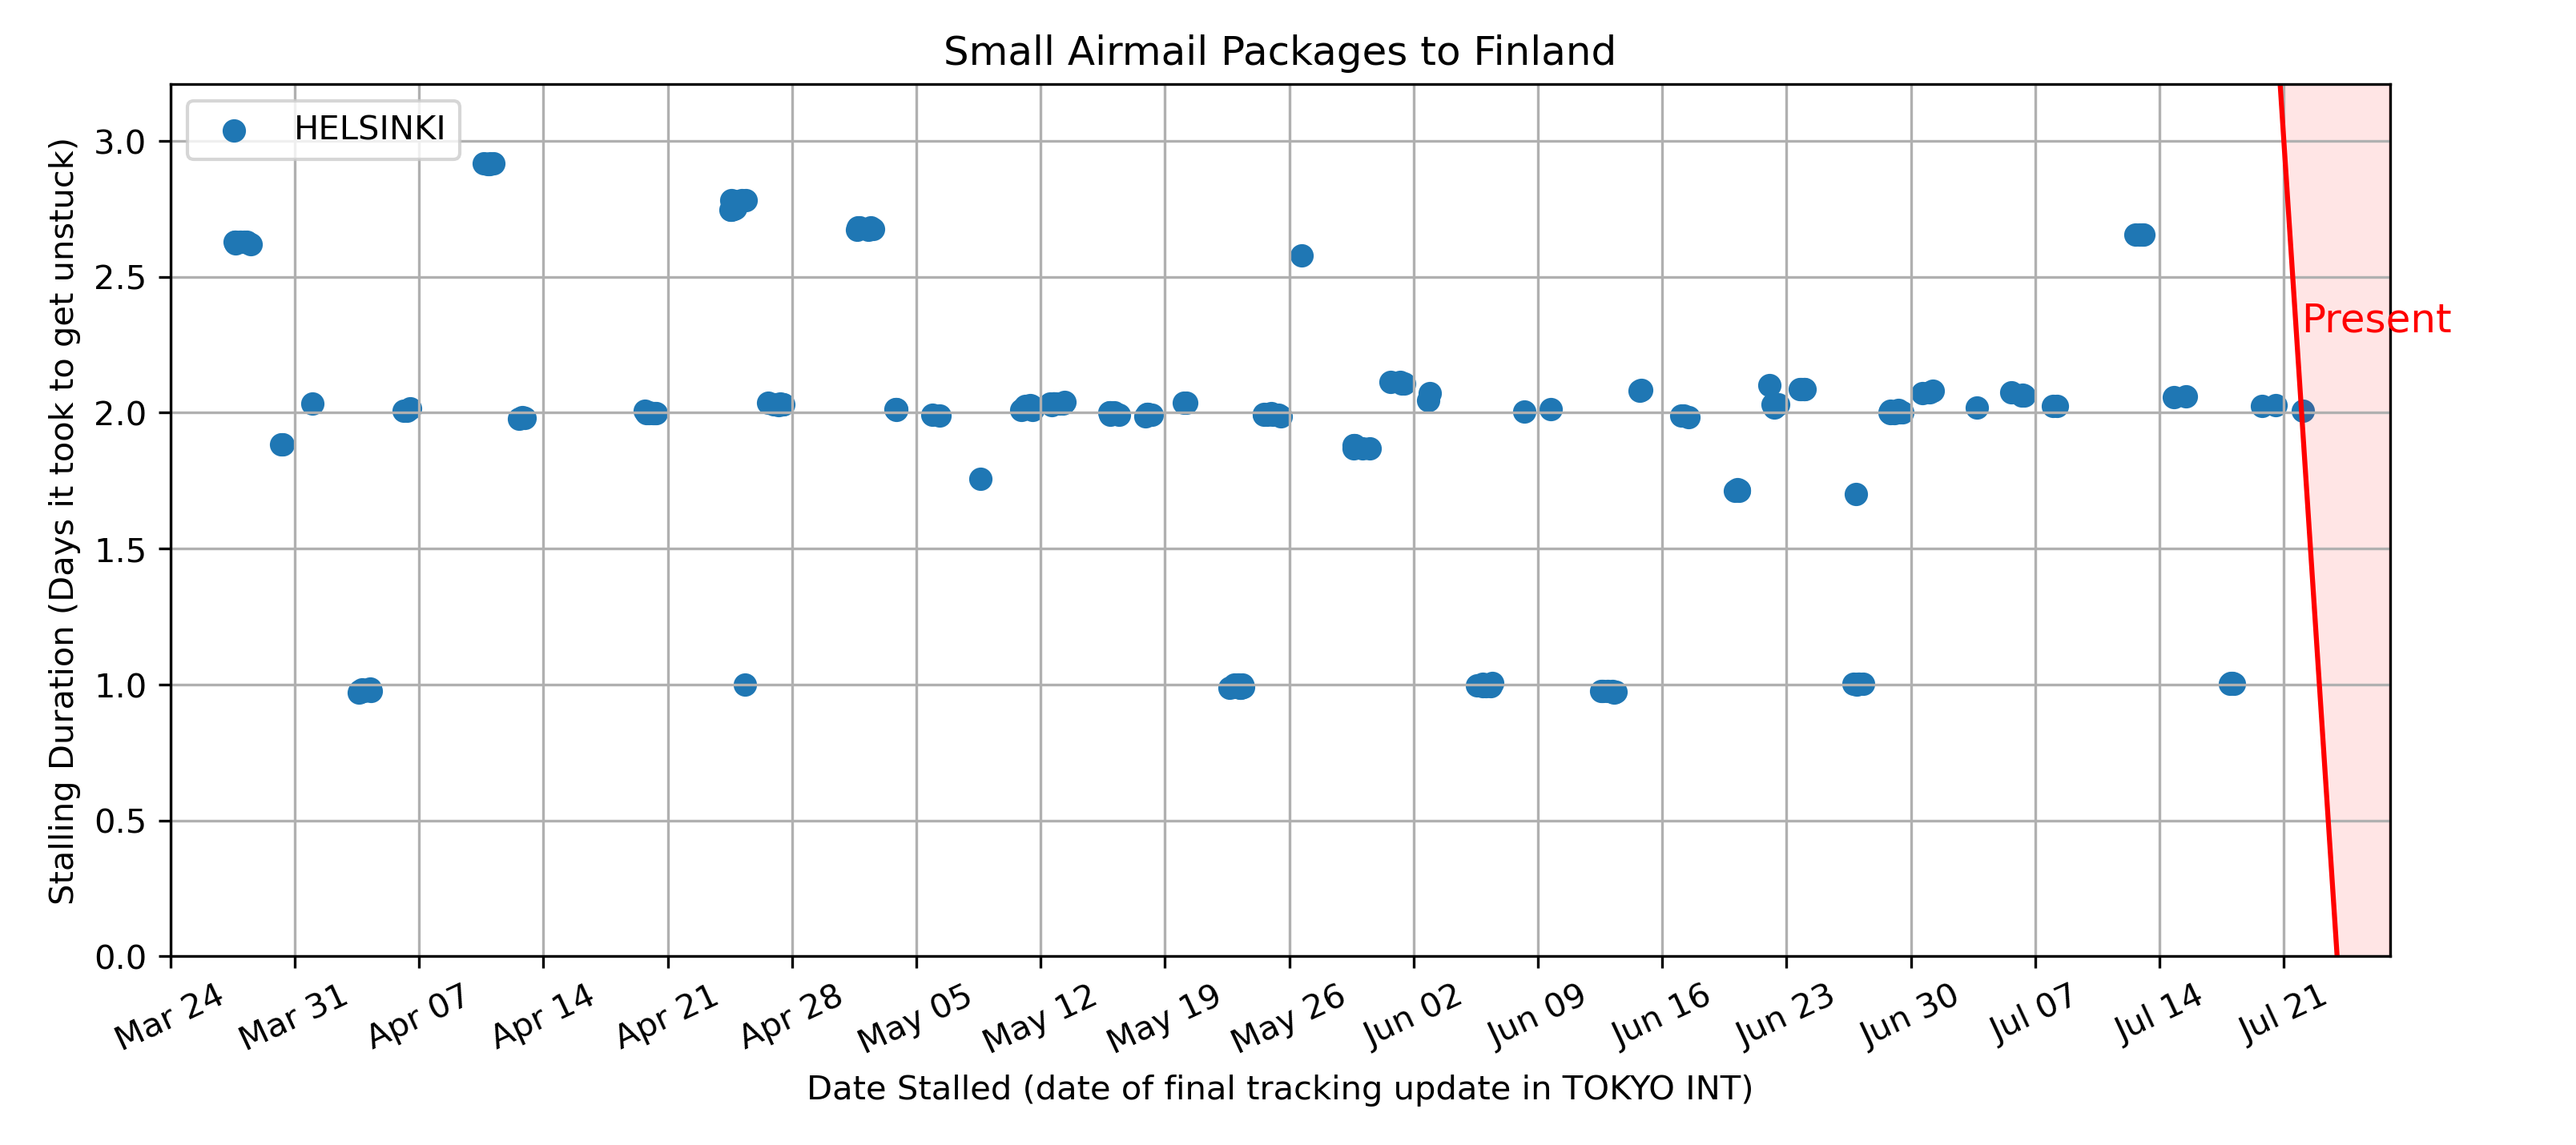 Small Airmail Packages to Finland
HELSINKI
Stalling Duration (Days it took to get unstuck)
3.0
2.5
2.0
1.5
1.0
0.5
0.0
Present
Mar 24
Mar 31
Apr 07
Apr 14
Apr 21
Apr 28
May 05
May 12
May 19
May 26
Jun 02
Jun 09
Jun 16
Jun 23
Jun 30
Jul 07
Jul 14
Jul 21
Date Stalled (date of final tracking update in TOKYO INT)